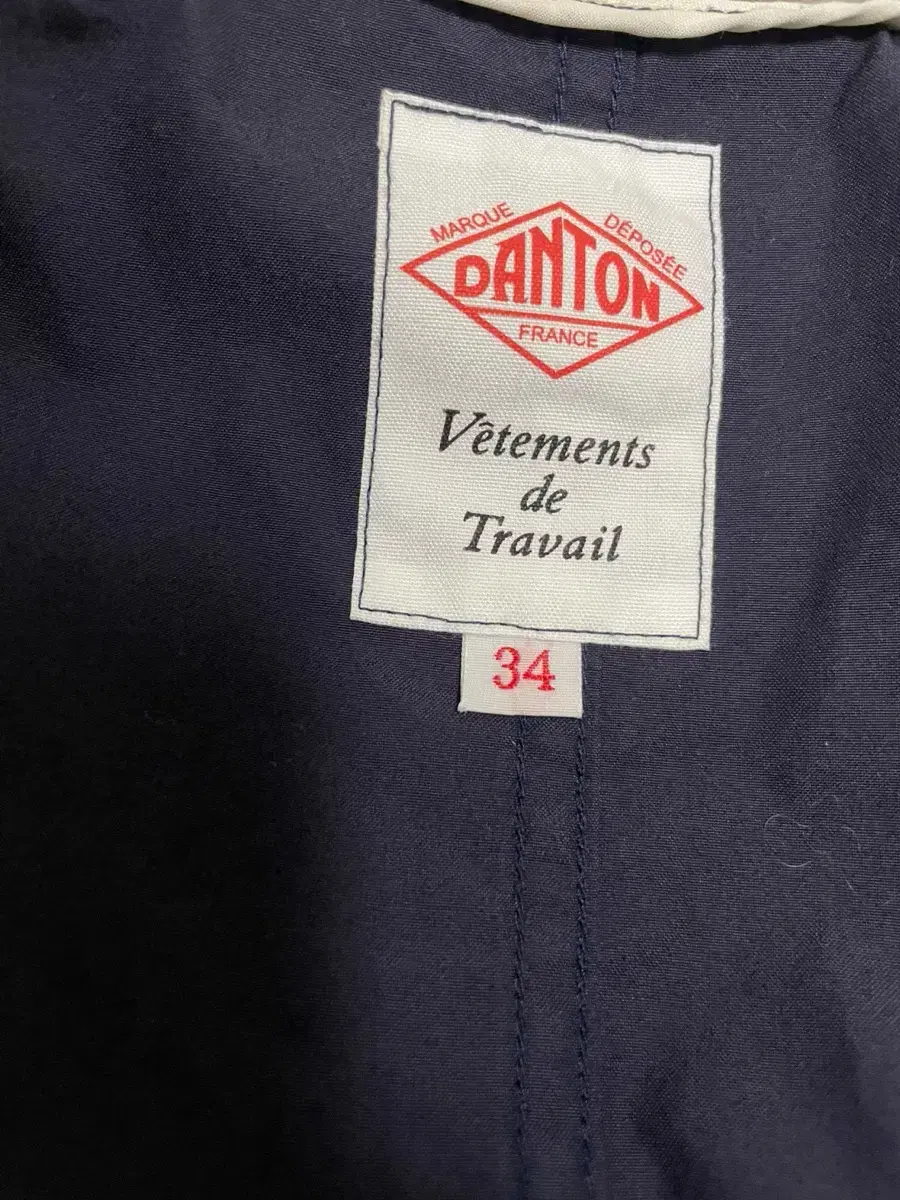 MARQUE DÉPOSÉE
DANTON
FRANCE
Vêtements
de
Travail
34